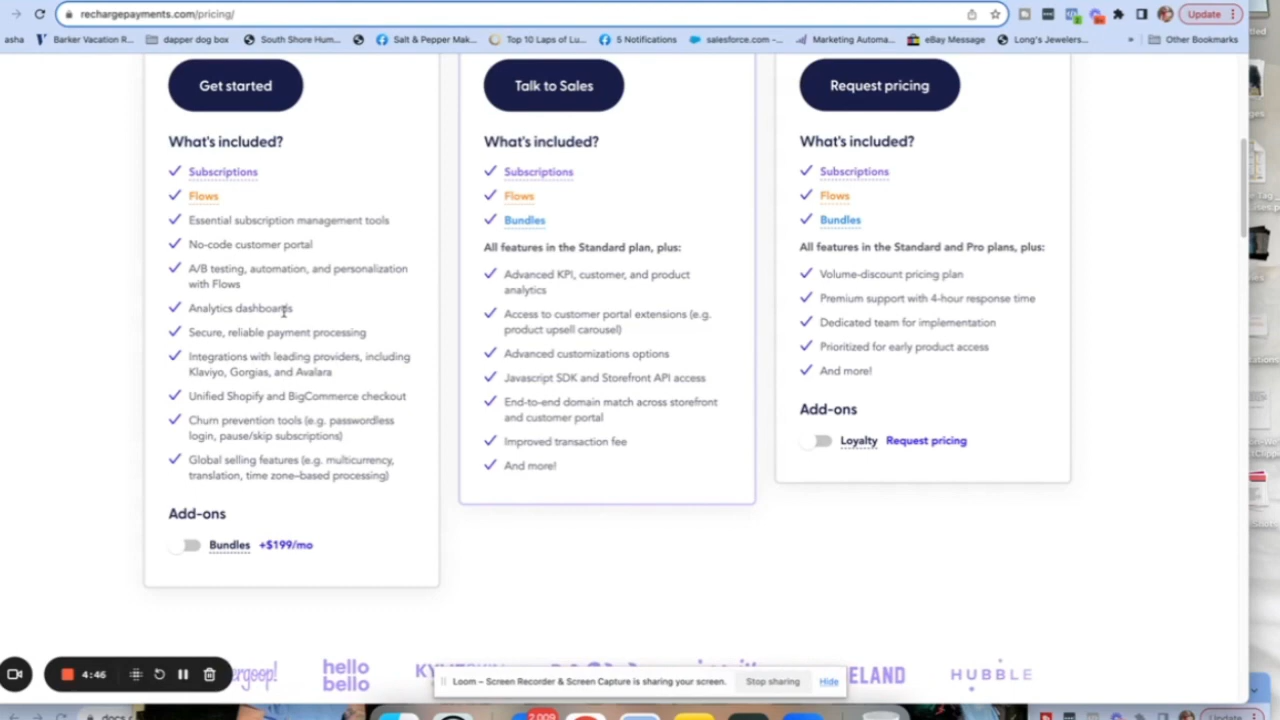 rechargepayments.com/pricing/
Update
asha
Barker Vacation R...
dapper dog box
South Shore Hum...
Salt & Pepper Mak...
Top 10 Laps of Lu...
5 Notifications
salesforce.com -...
Marketing Automa...
eBay Message
Long's Jewelers...
»
Other Bookmarks
Get started
What's included?
Subscriptions
Flows
Essential subscription management tools
No-code customer portal
A/B testing, automation, and personalization
with Flows
Analytics dashboards
Secure, reliable payment processing
Integrations with leading providers, including
Klaviyo, Gorgias, and Avalara
Unified Shopify and BigCommerce checkout
Churn prevention tools (e.g. passwordless
login, pause/skip subscriptions)
Global selling features (e.g. multicurrency,
translation, time zone–based processing)
Add-ons
Bundles +$199/mo
Talk to Sales
What's included?
Subscriptions
Flows
Bundles
All features in the Standard plan, plus:
Advanced KPI, customer, and product
analytics
Access to customer portal extensions (e.g.
product upsell carousel)
Advanced customizations options
Javascript SDK and Storefront API access
End-to-end domain match across storefront
and customer portal
Improved transaction fee
And more!
Request pricing
What's included?
Subscriptions
Flows
Bundles
All features in the Standard and Pro plans, plus:
Volume-discount pricing plan
Premium support with 4-hour response time
Dedicated team for implementation
Prioritized for early product access
And more!
Add-ons
Loyalty Request pricing
4:46
hello
bello
ELAND
HUBBLE
Loom – Screen Recorder & Screen Capture is sharing your screen.
Stop sharing
Hide
2,009